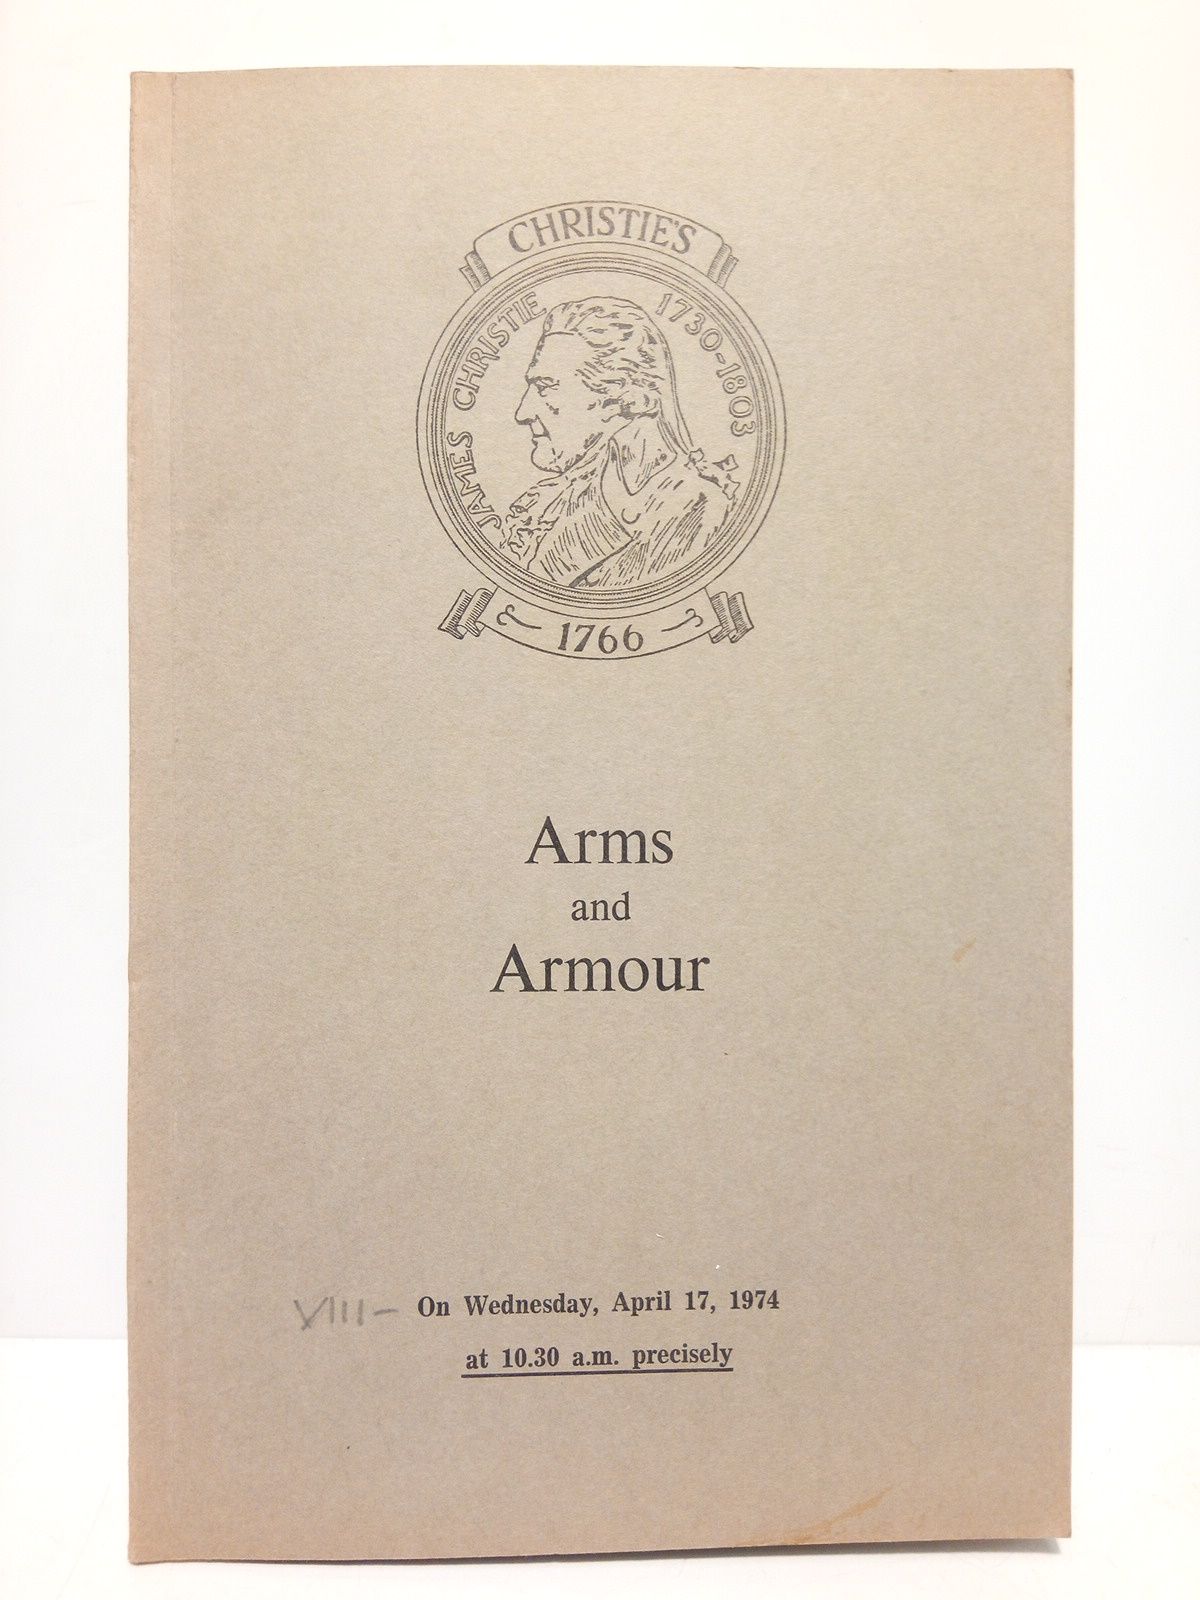 CHRISTIE'S
JAMES CHRISTIE 1730-1803
1766
Arms
and
Armour
VIII- On Wednesday, April 17, 1974
at 10.30 a.m. precisely